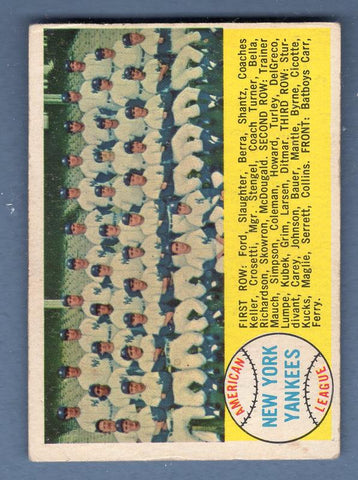 AMERICAN
NEW YORK
YANKEES
LEAGUE
FIRST ROW: Ford, Slaughter, Berra, Shantz, Coaches
Keller, Crosetti, Mgr. Stengel, Coach Turner, Bella,
Richardson, Skowron, McDougald. SECOND ROW: Trainer
Mauch, Simpson, Coleman, Howard, Turley, DelGreco,
Lumpe, Kubek, Grim, Larsen, Ditmar. THIRD ROW: Stur-
divant, Carey, Johnson, Bauer, Mantle, Byrne, Cicotte,
Kucks, Maglie, Serrett, Collins. FRONT: Batboys Carr,
Ferry.